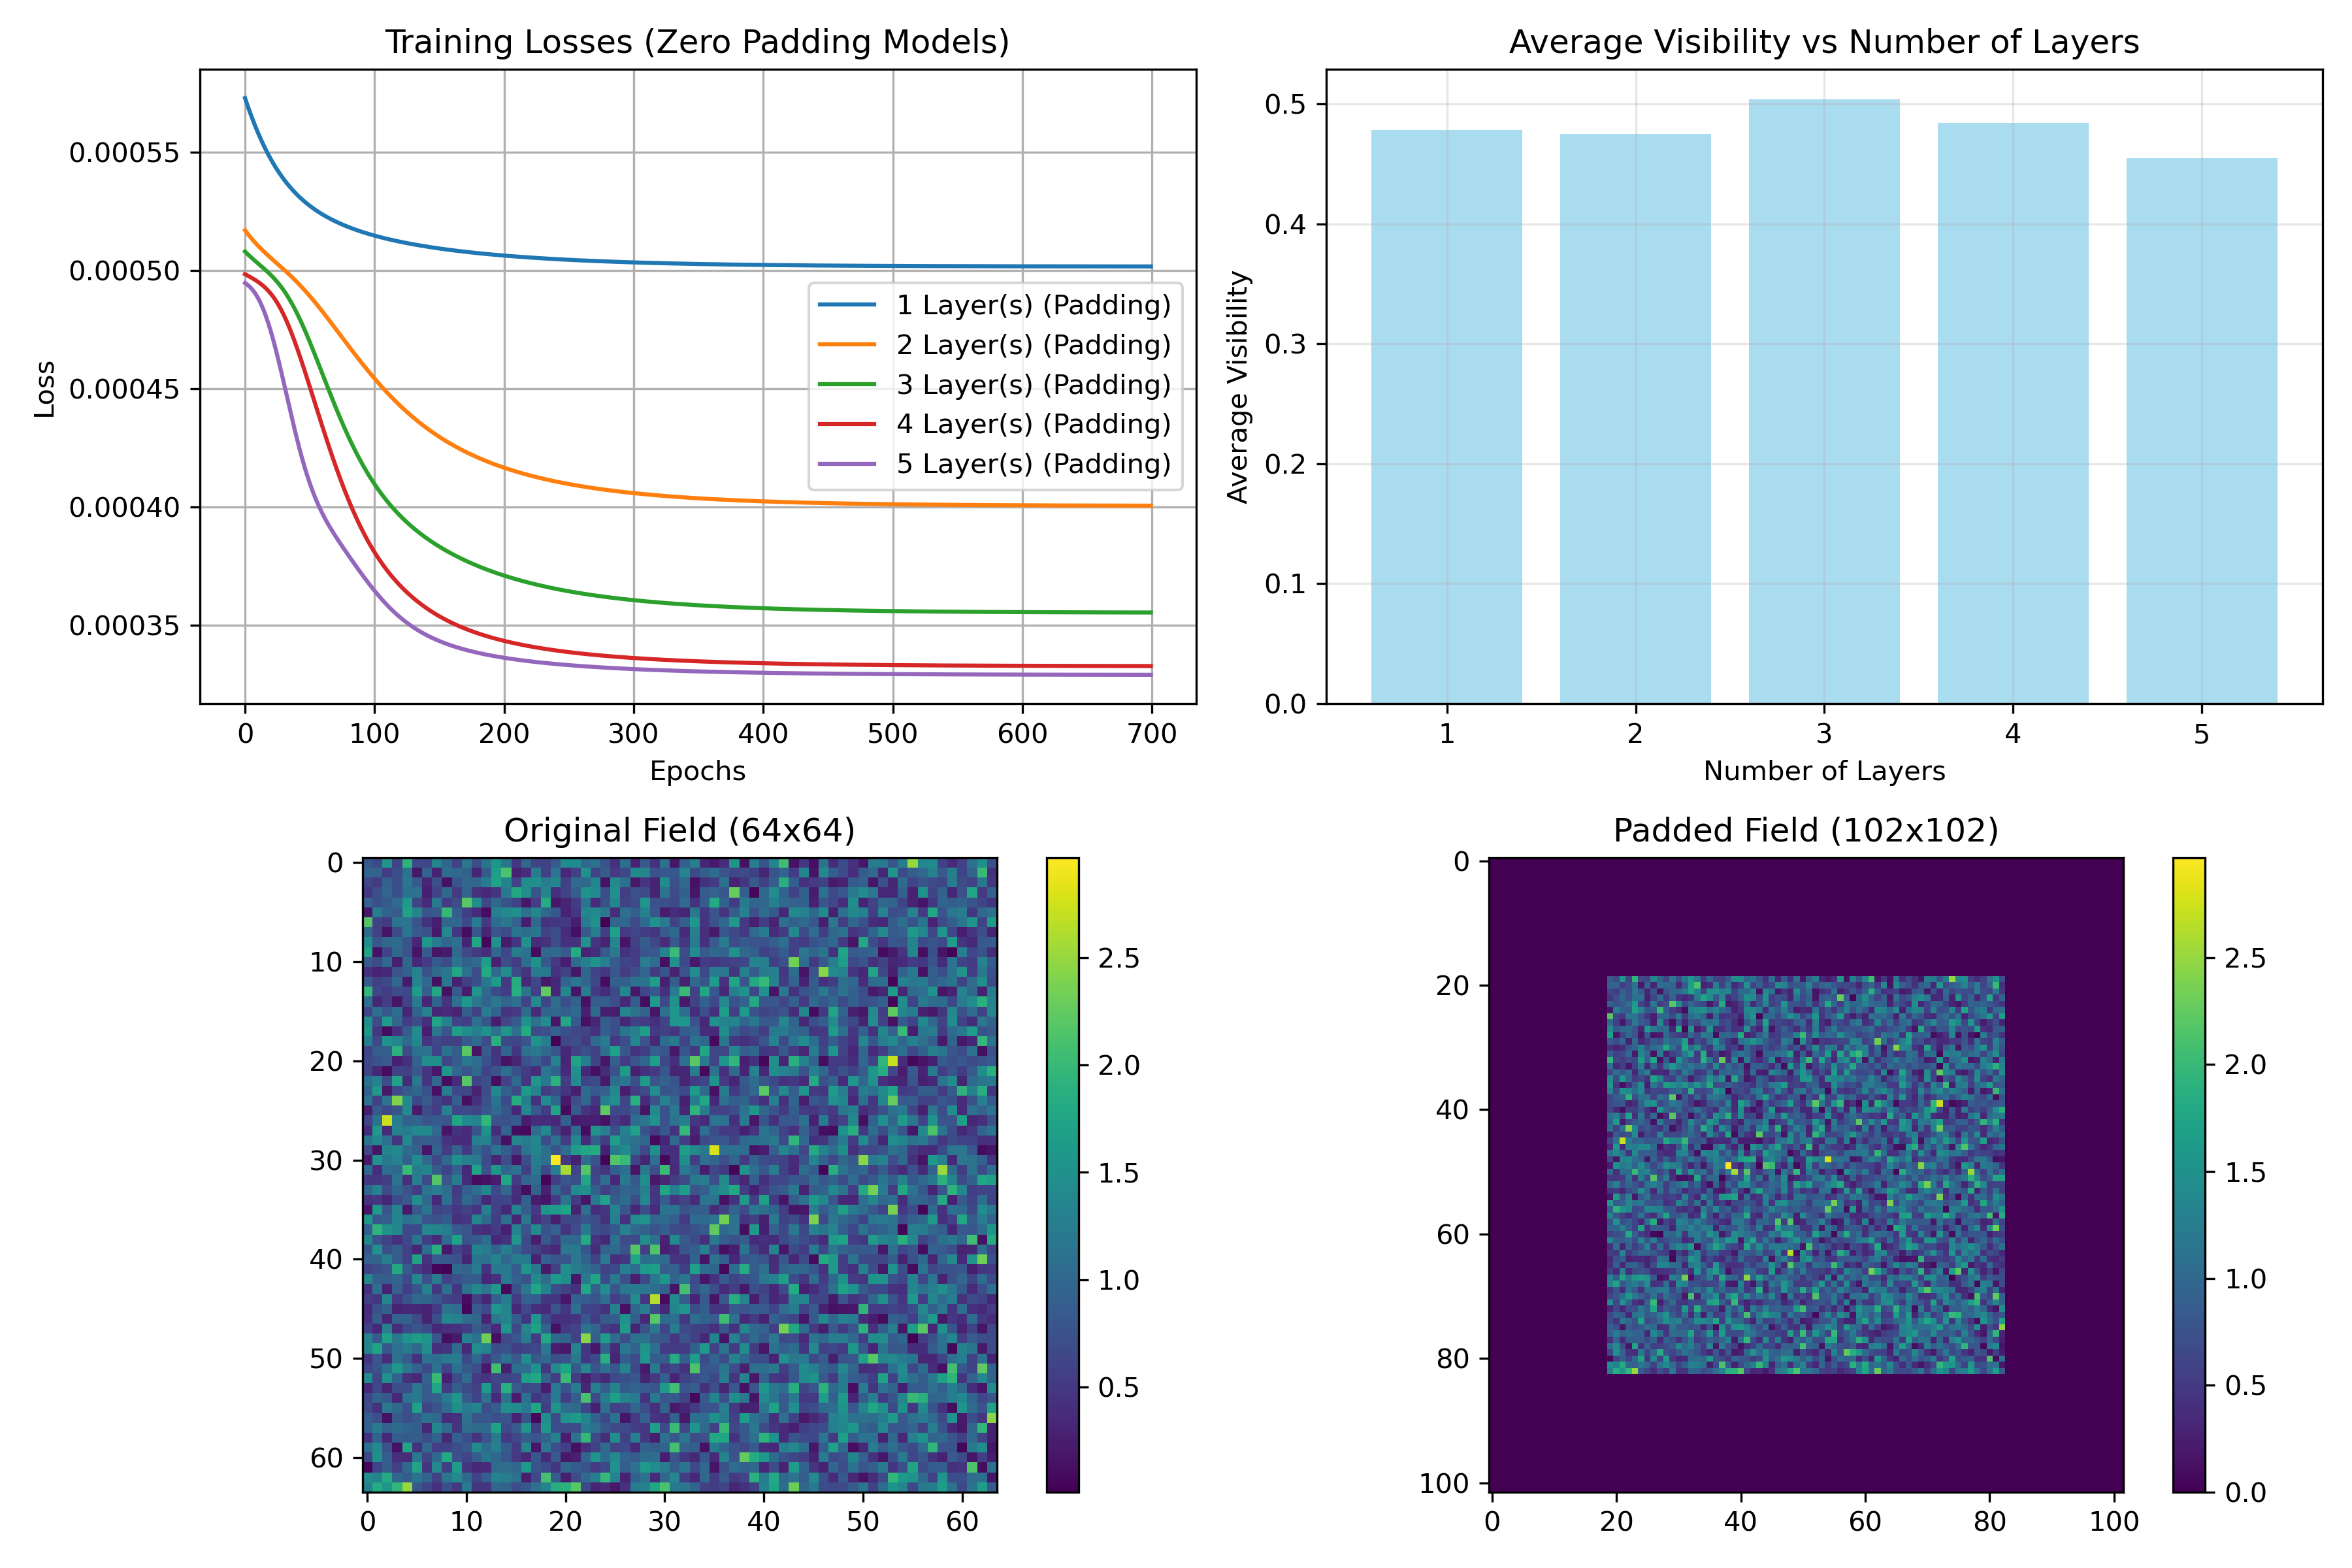 Training Losses (Zero Padding Models)
0.00055
0.00050
0.00045
0.00040
0.00035
Loss
0 100 200 300 400 500 600 700
Epochs
1 Layer(s) (Padding)
2 Layer(s) (Padding)
3 Layer(s) (Padding)
4 Layer(s) (Padding)
5 Layer(s) (Padding)
Average Visibility vs Number of Layers
0.5
0.4
0.3
0.2
0.1
0.0
Average Visibility
1 2 3 4 5
Number of Layers
Original Field (64x64)
0
10
20
30
40
50
60
0 10 20 30 40 50 60
2.5
2.0
1.5
1.0
0.5
Padded Field (102x102)
0
20
40
60
80
100
0 20 40 60 80 100
2.5
2.0
1.5
1.0
0.5
0.0